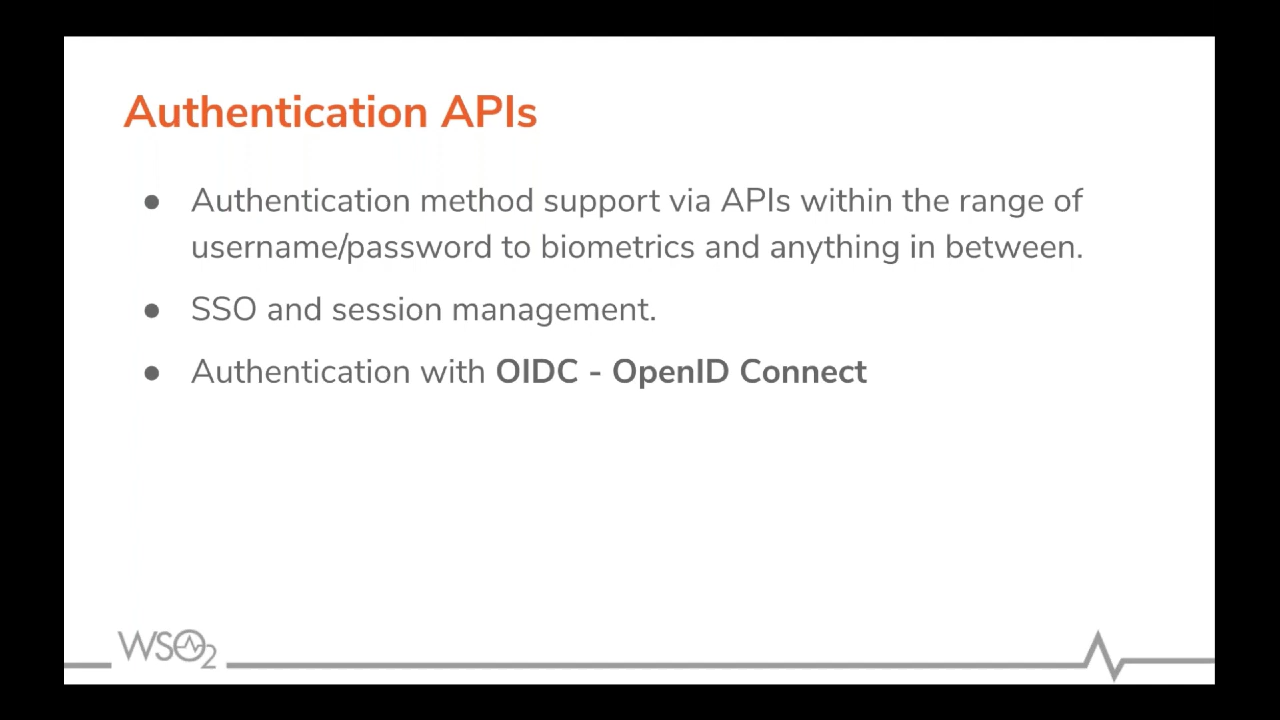 Authentication APIs
● Authentication method support via APIs within the range of
username/password to biometrics and anything in between.
● SSO and session management.
● Authentication with OIDC - OpenID Connect
WSO2